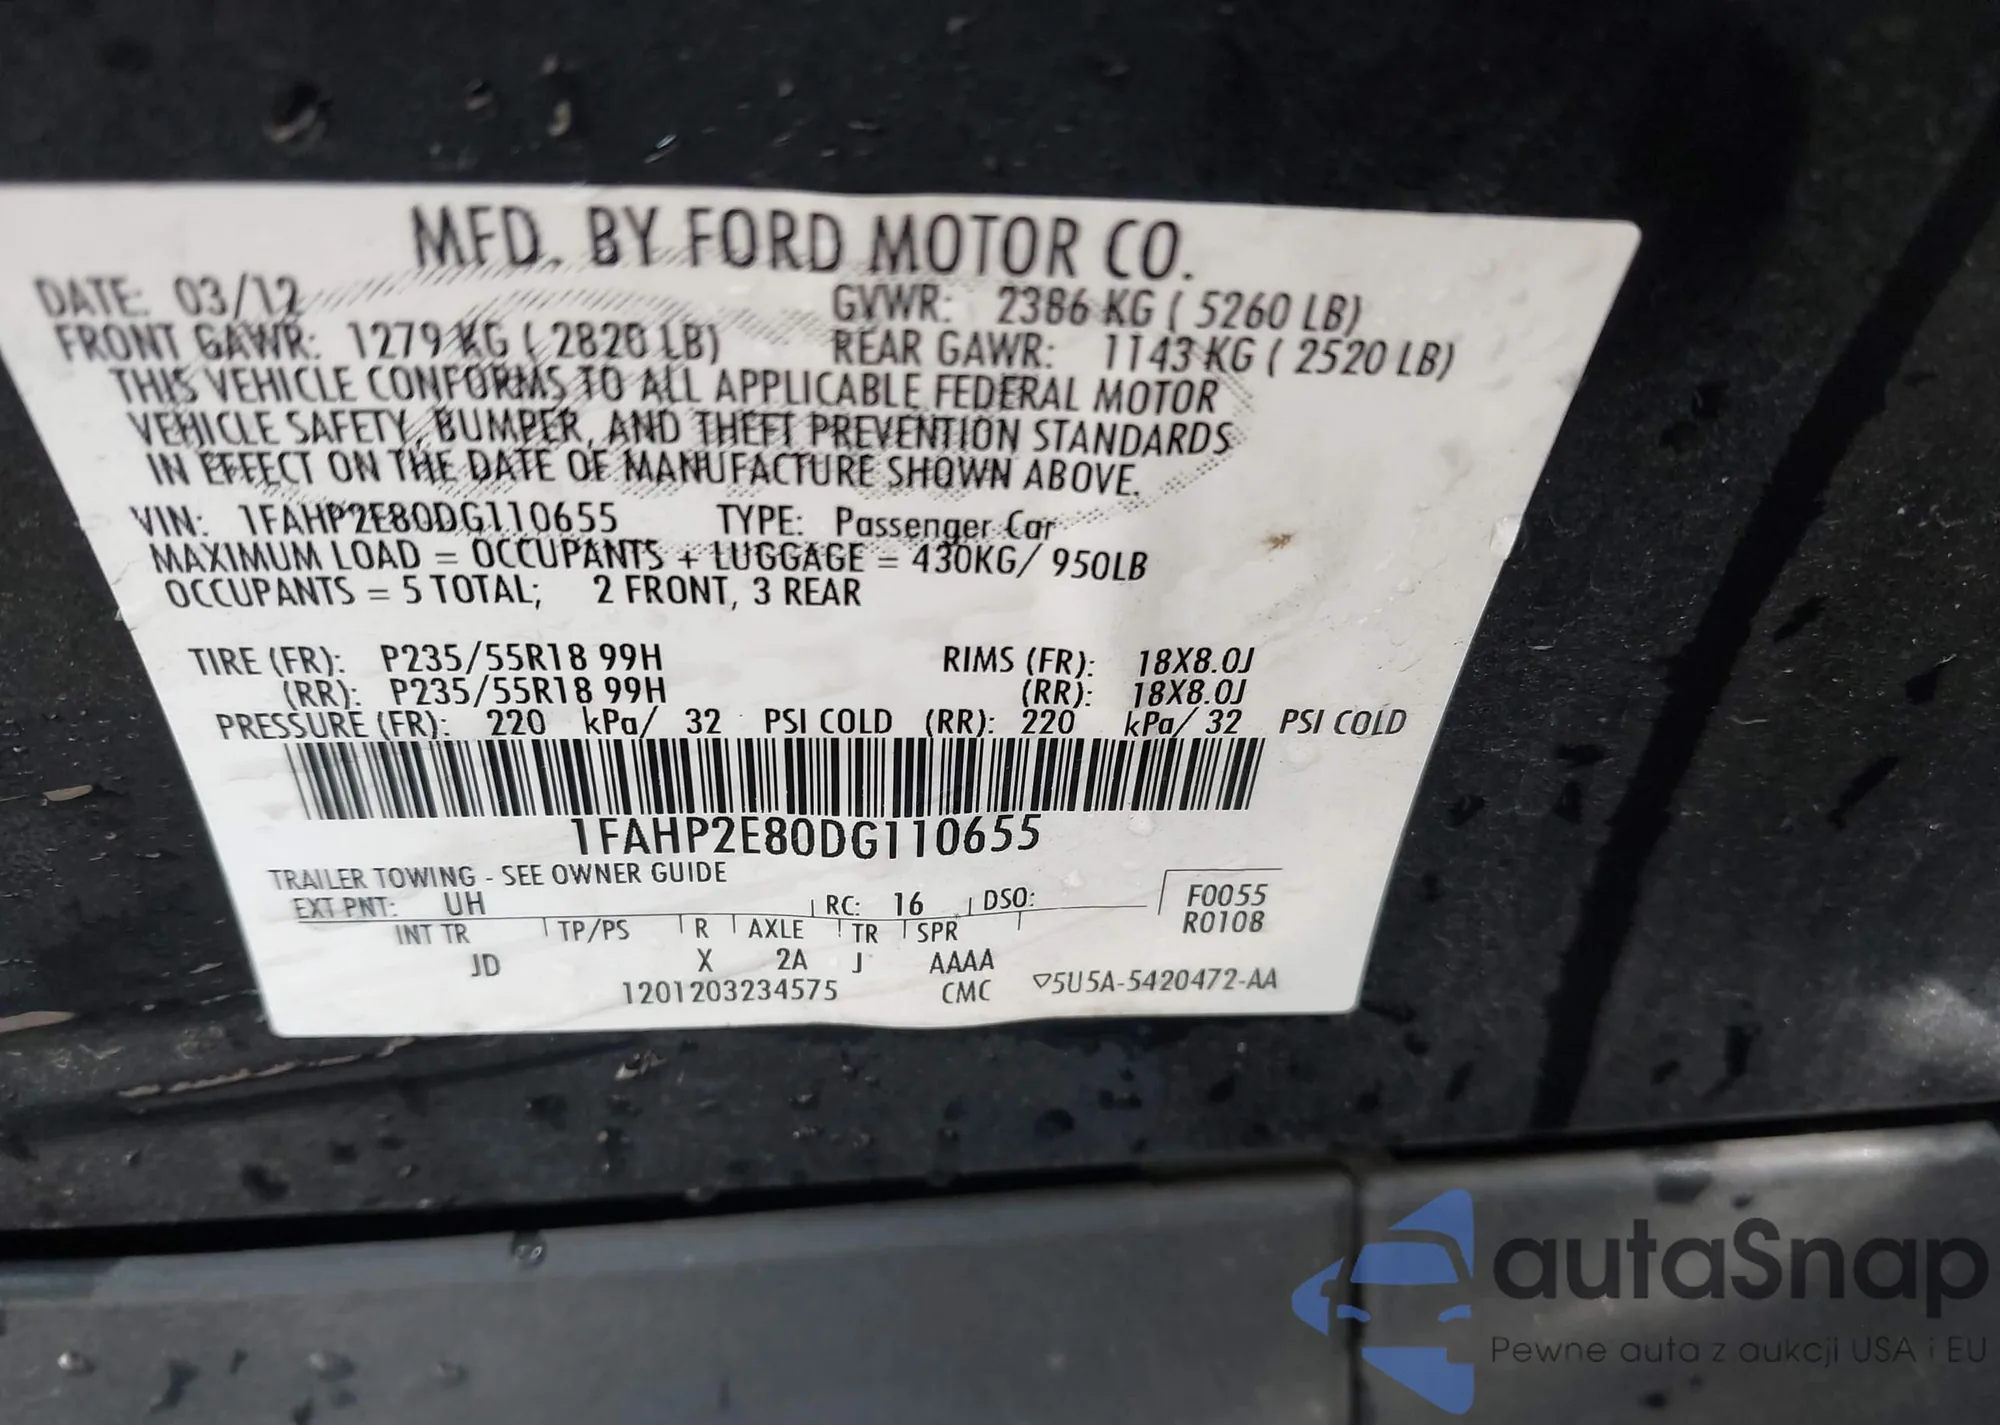 MFD. BY FORD MOTOR CO.
DATE: 03/12 GVWR: 2386 KG ( 5260 LB)
FRONT GAWR: 1279 KG ( 2820 LB) REAR GAWR: 1143 KG ( 2520 LB)
THIS VEHICLE CONFORMS TO ALL APPLICABLE FEDERAL MOTOR
VEHICLE SAFETY, BUMPER, AND THEFT PREVENTION STANDARDS
IN EFFECT ON THE DATE OF MANUFACTURE SHOWN ABOVE.
VIN: 1FAHP2E80DG110655 TYPE: Passenger Car
MAXIMUM LOAD = OCCUPANTS + LUGGAGE = 430KG/ 950LB
OCCUPANTS = 5 TOTAL; 2 FRONT, 3 REAR
TIRE (FR): P235/55R18 99H RIMS (FR): 18X8.0J
(RR): P235/55R18 99H (RR): 18X8.0J
PRESSURE (FR): 220 kPa/ 32 PSI COLD (RR): 220 kPa/ 32 PSI COLD
1FAHP2E80DG110655
TRAILER TOWING - SEE OWNER GUIDE
EXT PNT: UH RC: 16 DSO: F0055
INT TR TP/PS R AXLE TR SPR R0108
JD X 2A J AAAA
1201203234575 CMC ▽5U5A-5420472-AA
autaSnap
Pewne auta z aukcji USA i EU